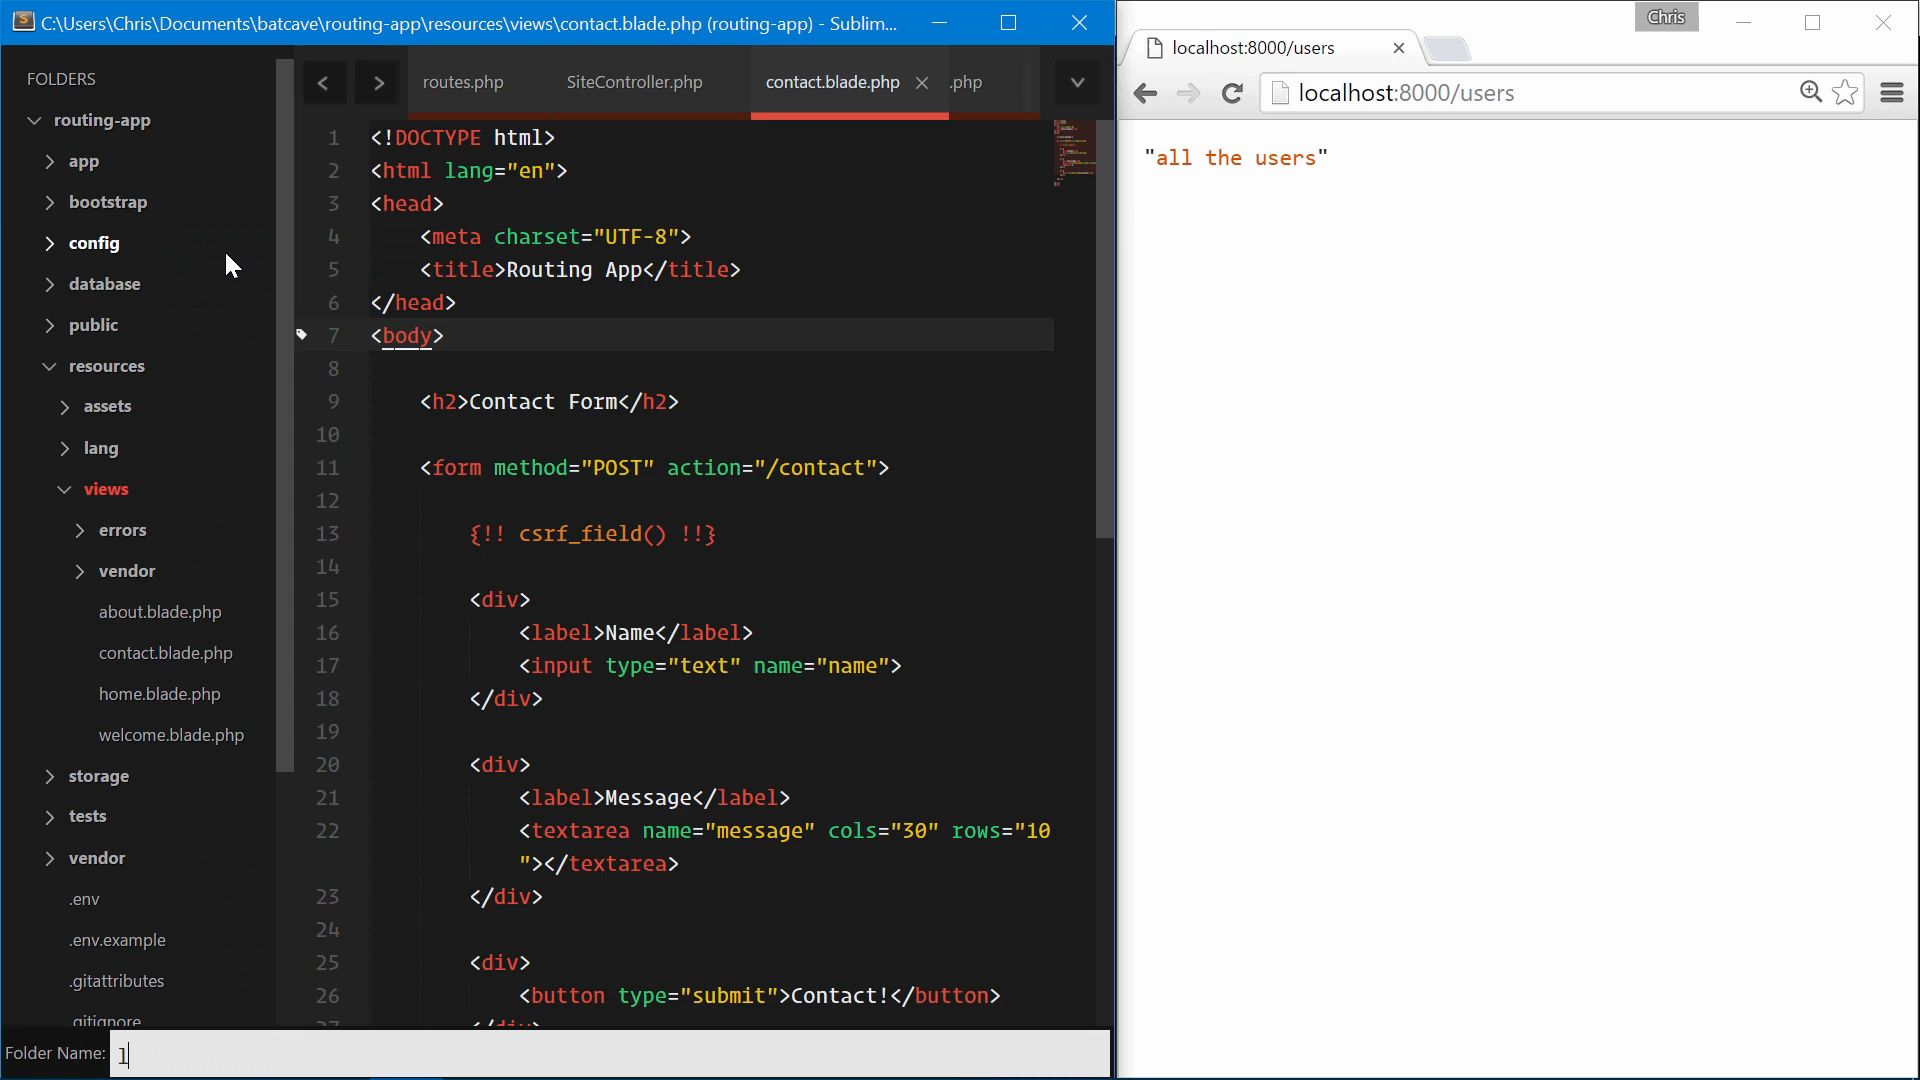 C:\Users\Chris\Documents\batcave\routing-app\resources\views\contact.blade.php (routing-app) - Sublim...
FOLDERS
routing-app
app
bootstrap
config
database
public
resources
assets
lang
views
errors
vendor
about.blade.php
contact.blade.php
home.blade.php
welcome.blade.php
storage
tests
vendor
.env
.env.example
.gitattributes
.gitignore
routes.php
SiteController.php
contact.blade.php
.php
1 <!DOCTYPE html>
2 <html lang="en">
3 <head>
4 <meta charset="UTF-8">
5 <title>Routing App</title>
6 </head>
7 <body>
8
9 <h2>Contact Form</h2>
10
11 <form method="POST" action="/contact">
12
13 {!! csrf_field() !!}
14
15 <div>
16 <label>Name</label>
17 <input type="text" name="name">
18 </div>
19
20 <div>
21 <label>Message</label>
22 <textarea name="message" cols="30" rows="10
"></textarea>
23 </div>
24
25 <div>
26 <button type="submit">Contact!</button>
27 </div>
Folder Name: l
Chris
localhost:8000/users
localhost:8000/users
"all the users"